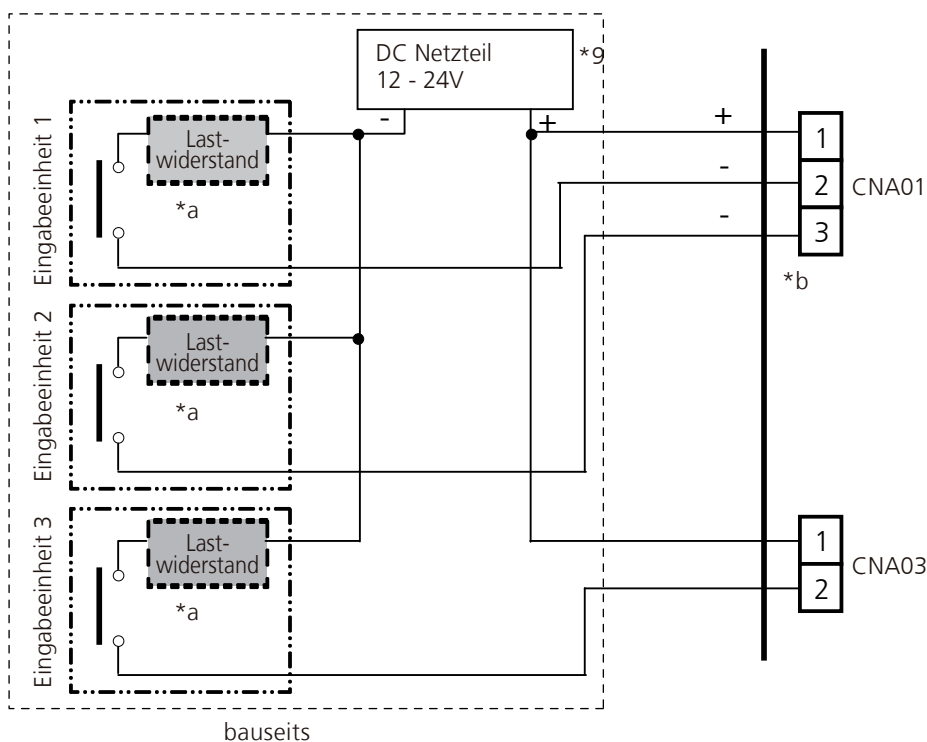 DC Netzteil
12 - 24V
*9
-
+
+
-
-
1
2
3
CNA01
*b
Eingabeeinheit 1
Last-
widerstand
*a
Eingabeeinheit 2
Last-
widerstand
*a
Eingabeeinheit 3
Last-
widerstand
*a
1
2
CNA03
bauseits